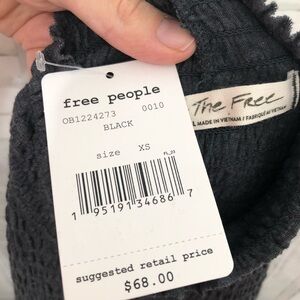 free people
OB1224273 0010
BLACK
size XS
FL_23
1 95191 34686 7
suggested retail price
$68.00
The Free
MADE IN VIETNAM / FABRIQUÉ AU VIETNAM